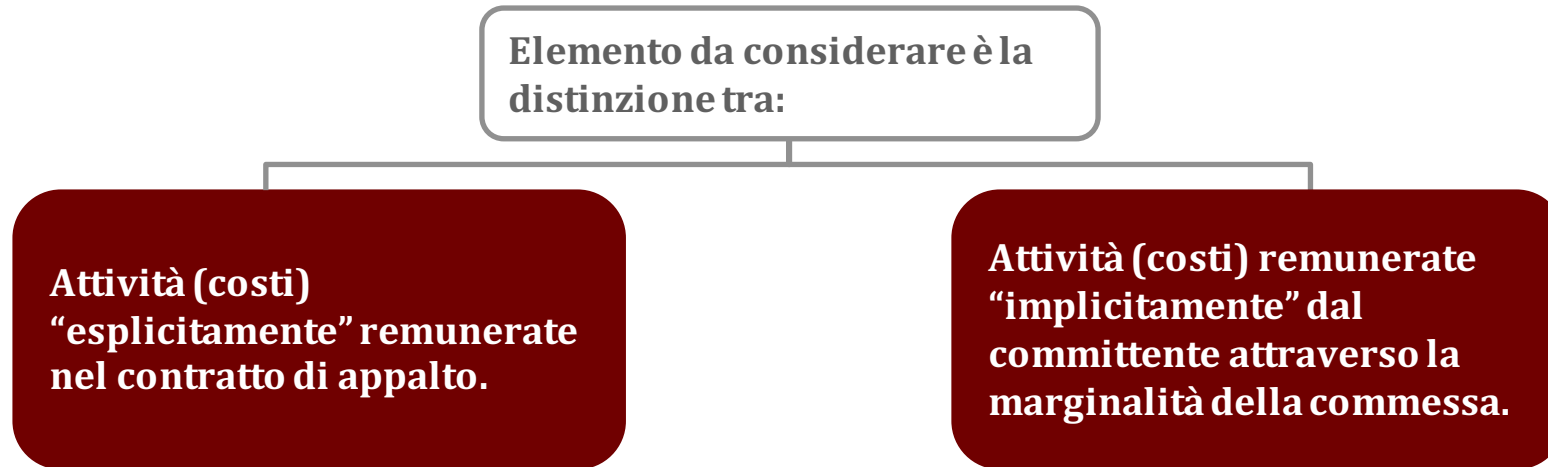 Elemento da considerare è la
distinzione tra:
Attività (costi)
“esplicitamente” remunerate
nel contratto di appalto.
Attività (costi) remunerate
“implicitamente” dal
committente attraverso la
marginalità della commessa.